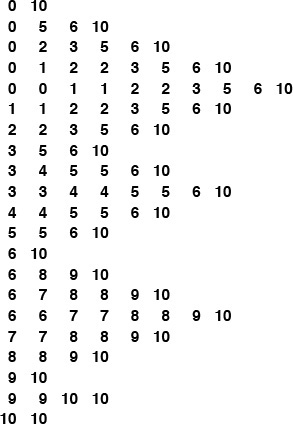 0 10
0 5 6 10
0 2 3 5 6 10
0 1 2 2 3 5 6 10
0 0 1 1 2 2 3 5 6 10
1 1 2 2 3 5 6 10
2 2 3 5 6 10
3 5 6 10
3 4 5 5 6 10
3 3 4 4 5 5 6 10
4 4 5 5 6 10
5 5 6 10
6 10
6 8 9 10
6 7 8 8 9 10
6 6 7 7 8 8 9 10
7 7 8 8 9 10
8 8 9 10
9 10
9 9 10 10
10 10